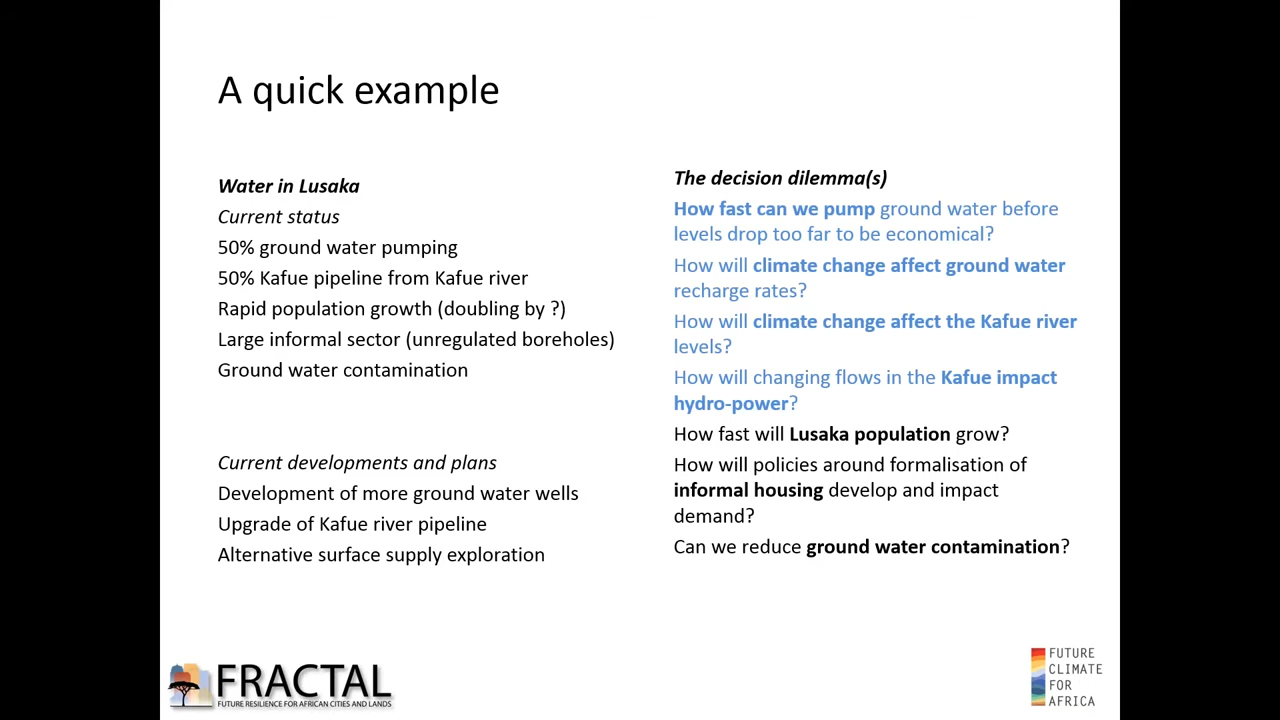 A quick example
Water in Lusaka
Current status
50% ground water pumping
50% Kafue pipeline from Kafue river
Rapid population growth (doubling by ?)
Large informal sector (unregulated boreholes)
Ground water contamination
Current developments and plans
Development of more ground water wells
Upgrade of Kafue river pipeline
Alternative surface supply exploration
The decision dilemma(s)
How fast can we pump ground water before
levels drop too far to be economical?
How will climate change affect ground water
recharge rates?
How will climate change affect the Kafue river
levels?
How will changing flows in the Kafue impact
hydro-power?
How fast will Lusaka population grow?
How will policies around formalisation of
informal housing develop and impact
demand?
Can we reduce ground water contamination?
FRACTAL
FUTURE RESILIENCE FOR AFRICAN CITIES AND LANDS
FUTURE
CLIMATE
FOR
AFRICA